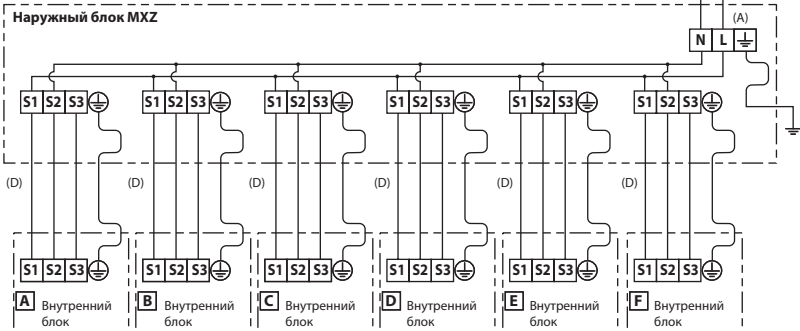 Наружный блок MXZ
(A)
N L
S1 S2 S3 S1 S2 S3 S1 S2 S3 S1 S2 S3 S1 S2 S3 S1 S2 S3
(D) (D) (D) (D) (D) (D)
S1 S2 S3 S1 S2 S3 S1 S2 S3 S1 S2 S3 S1 S2 S3 S1 S2 S3
A Внутренний блок
B Внутренний блок
C Внутренний блок
D Внутренний блок
E Внутренний блок
F Внутренний блок